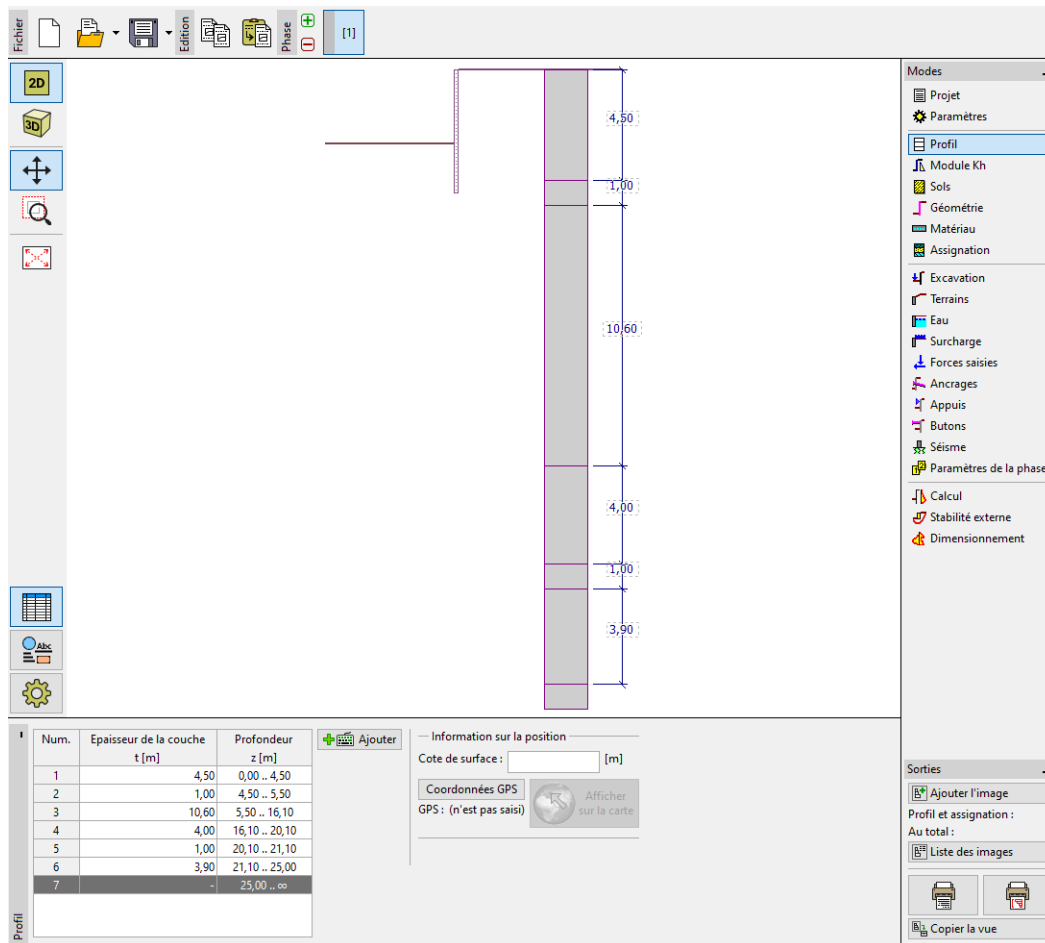 Fichier
Edition
Phase
[1]
2D
3D
4,50
1,00
10,60
4,00
1,00
3,90
Modes
Projet
Paramètres
Profil
Module Kh
Sols
Géométrie
Matériau
Assignation
Excavation
Terrains
Eau
Surcharge
Forces saisies
Ancrages
Appuis
Butons
Séisme
Paramètres de la phase
Calcul
Stabilité externe
Dimensionnement
Abc
Profil
Num. Epaisseur de la couche Profondeur
t [m] z [m]
1 4,50 0,00 .. 4,50
2 1,00 4,50 .. 5,50
3 10,60 5,50 .. 16,10
4 4,00 16,10 .. 20,10
5 1,00 20,10 .. 21,10
6 3,90 21,10 .. 25,00
7 - 25,00 .. ∞
Ajouter
Information sur la position
Cote de surface : [m]
Coordonnées GPS
GPS : (n'est pas saisi)
Afficher
sur la carte
Sorties
Ajouter l'image
Profil et assignation :
Au total :
Liste des images
Copier la vue